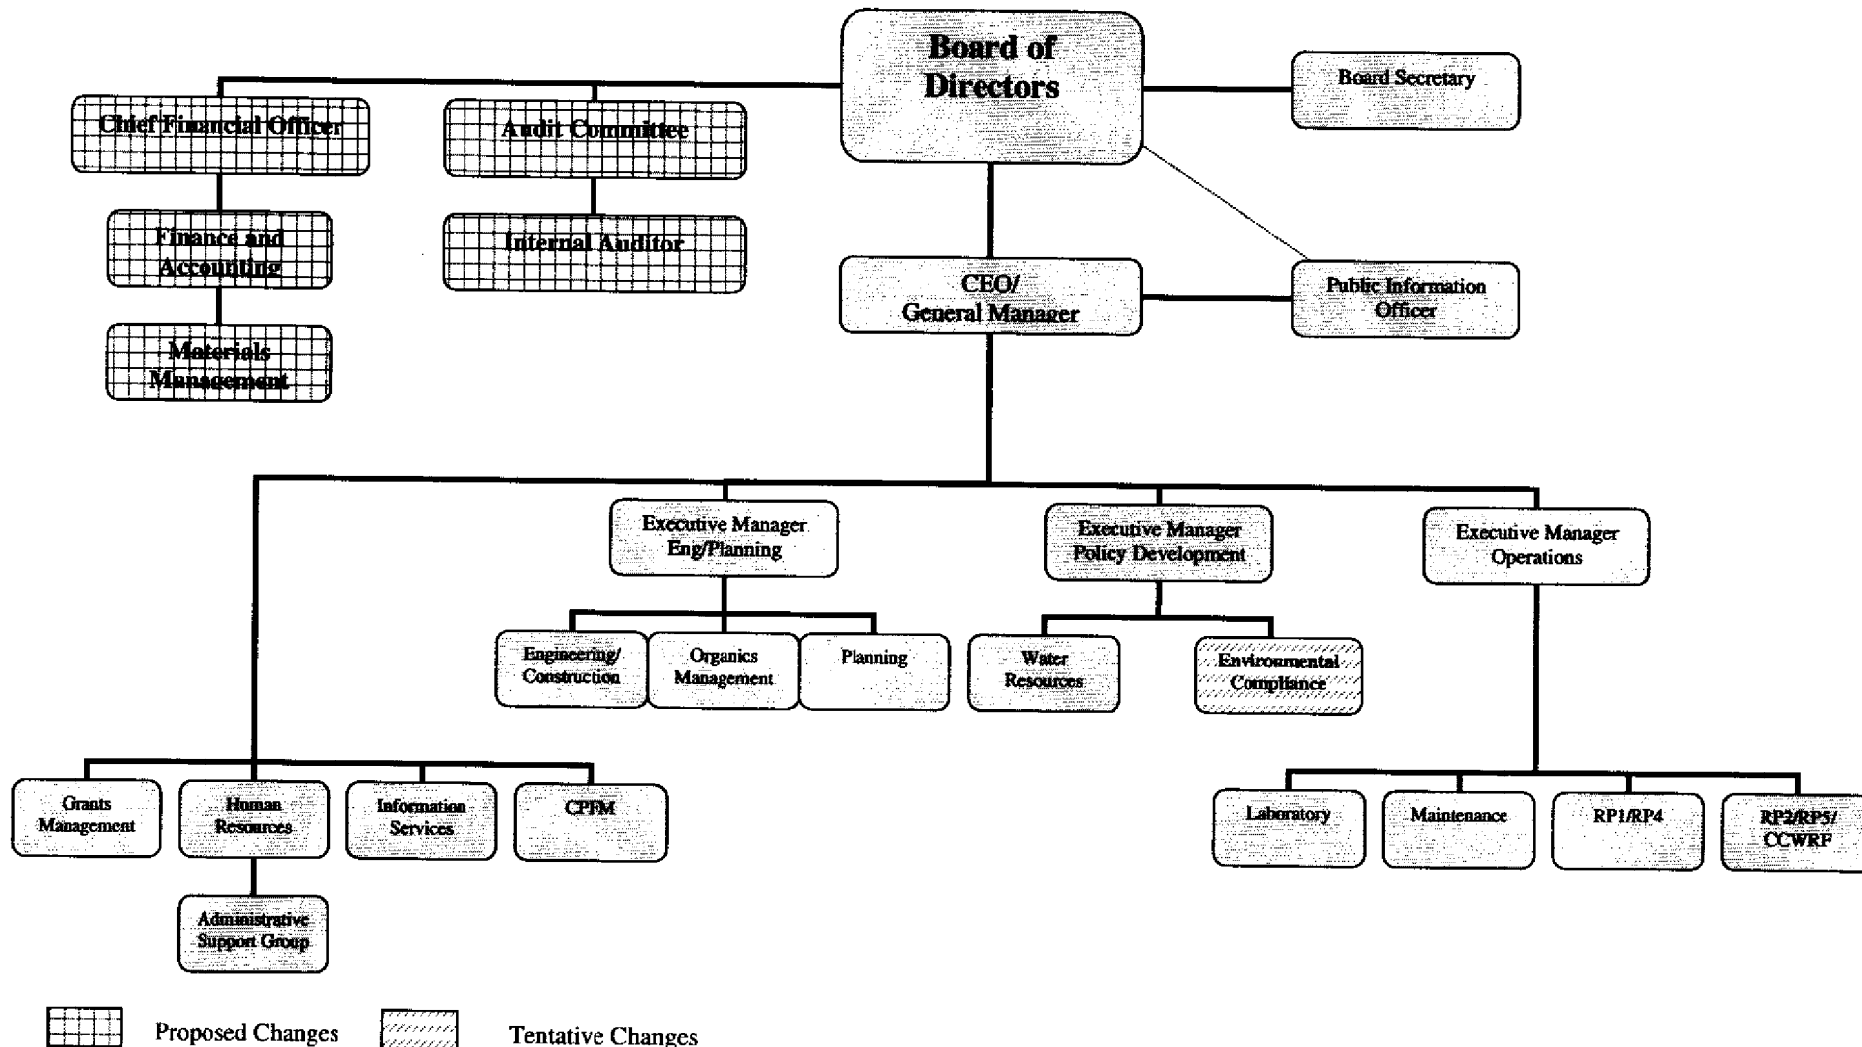 Board of
Directors
Board Secretary
Chief Financial Officer
Audit Committee
Finance and
Accounting
Internal Auditor
CEO/
General Manager
Public Information
Officer
Materials
Management
Executive Manager
Eng/Planning
Executive Manager
Policy Development
Executive Manager
Operations
Engineering/
Construction
Organics
Management
Planning
Water
Resources
Environmental
Compliance
Grants
Management
Human
Resources
Information
Services
CPFM
Laboratory
Maintenance
RP1/RP4
RP2/RP5/
CCWRF
Administrative
Support Group
Proposed Changes
Tentative Changes